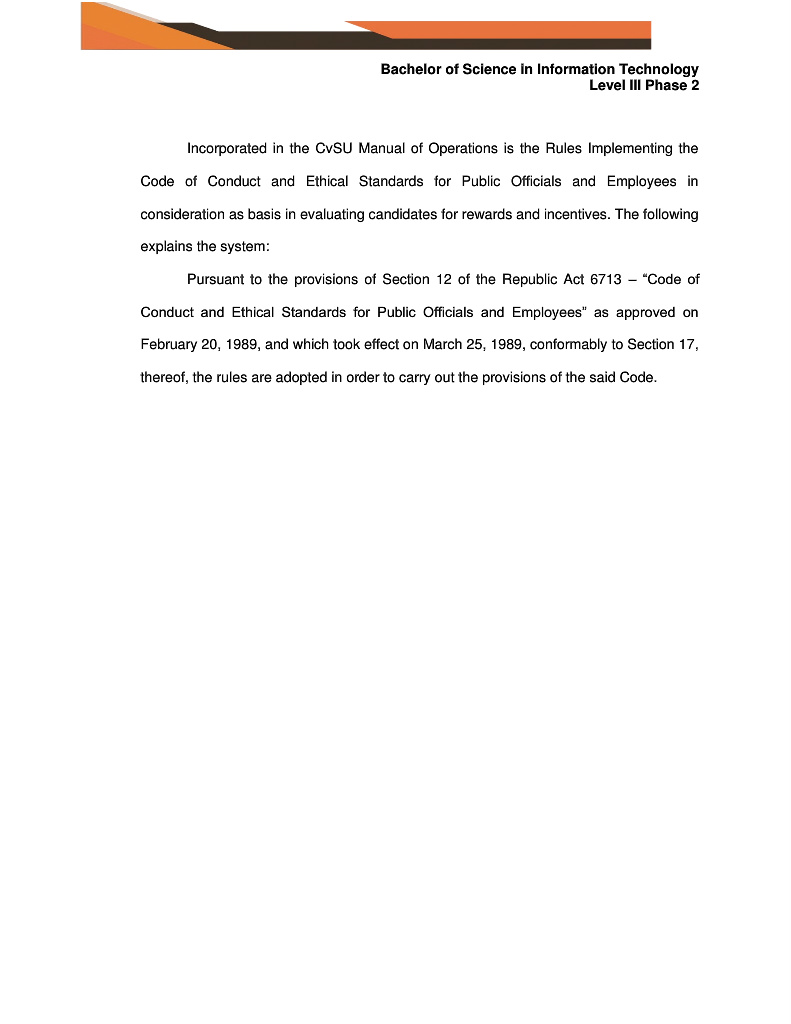 Bachelor of Science in Information Technology
Level III Phase 2
Incorporated in the CvSU Manual of Operations is the Rules Implementing the
Code of Conduct and Ethical Standards for Public Officials and Employees in
consideration as basis in evaluating candidates for rewards and incentives. The following
explains the system:
Pursuant to the provisions of Section 12 of the Republic Act 6713 – “Code of
Conduct and Ethical Standards for Public Officials and Employees” as approved on
February 20, 1989, and which took effect on March 25, 1989, conformably to Section 17,
thereof, the rules are adopted in order to carry out the provisions of the said Code.